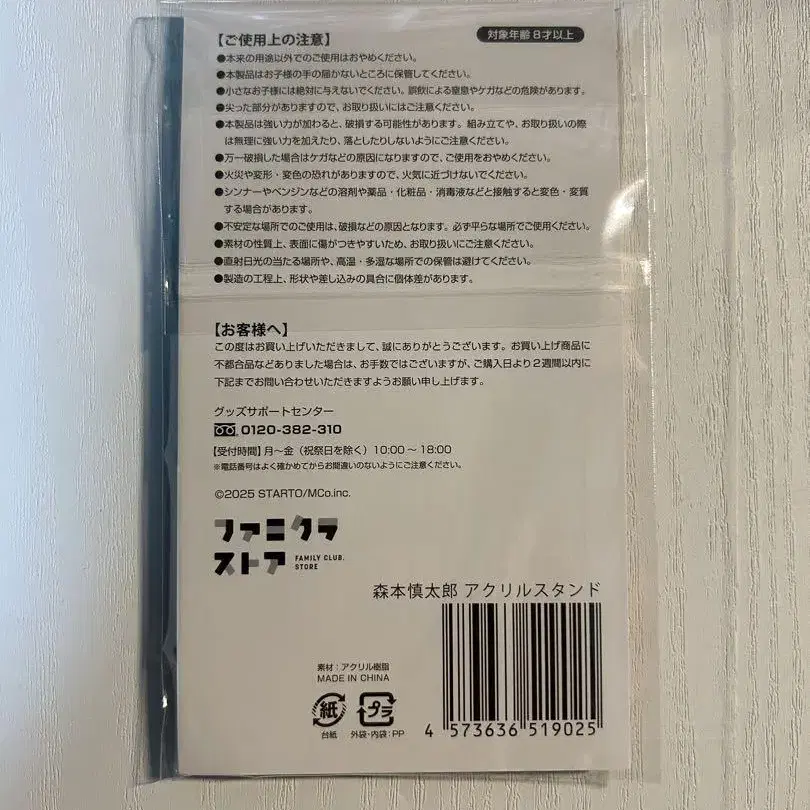 【ご使用上の注意】
対象年齢 8才以上
●本来の用途以外でのご使用はおやめください。
●本製品はお子様の手の届かないところに保管してください。
●小さなお子様には絶対に与えないでください。誤飲による窒息やケガなどの危険があります。
●尖った部分がありますので、お取り扱いにはご注意ください。
●本製品は強い力が加わると、破損する可能性があります。組み立てや、お取り扱いの際
は無理に強い力を加えたり、落としたりしないようにご注意ください。
●万一破損した場合はケガなどの原因になりますので、ご使用をおやめください。
●火災や変形・変色の恐れがありますので、火気に近づけないでください。
●シンナーやベンジンなどの溶剤や薬品・化粧品・消毒液などと接触すると変色・変質
する場合があります。
●不安定な場所でのご使用は、破損などの原因となります。必ず平らな場所でご使用ください。
●素材の性質上、表面に傷がつきやすいため、お取り扱いにご注意ください。
●直射日光の当たる場所や、高温・多湿な場所での保管は避けてください。
●製造の工程上、形状や差し込みの具合に個体差があります。
【お客様へ】
この度はお買い上げいただきまして、誠にありがとうございます。お買い上げ商品に
不都合品などありました場合は、お手数ではございますが、ご購入日より2週間以内に
下記までお問い合わせいただきますようお願い申し上げます。
グッズサポートセンター
0120-382-310
【受付時間】月〜金（祝祭日を除く）10:00〜18:00
※電話番号はよく確かめてからお間違いのないようにご注意ください。
©2025 STARTO/MCo.inc.
ファミクラ
ストア
FAMILY CLUB.
STORE
森本慎太郎 アクリルスタンド
素材：アクリル樹脂
MADE IN CHINA
紙
プラ
台紙
外袋・内袋：PP
4 573636 519025